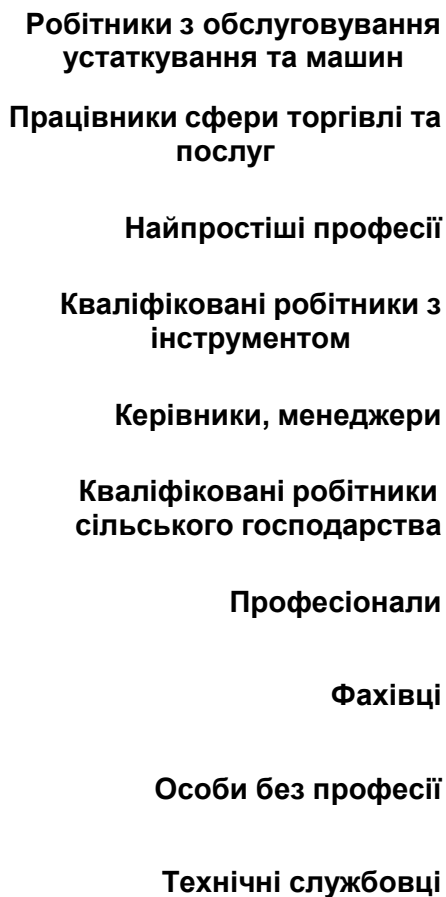 Робітники з обслуговування
устаткування та машин
Працівники сфери торгівлі та
послуг
Найпростіші професії
Кваліфіковані робітники з
інструментом
Керівники, менеджери
Кваліфіковані робітники
сільського господарства
Професіонали
Фахівці
Особи без професії
Технічні службовці